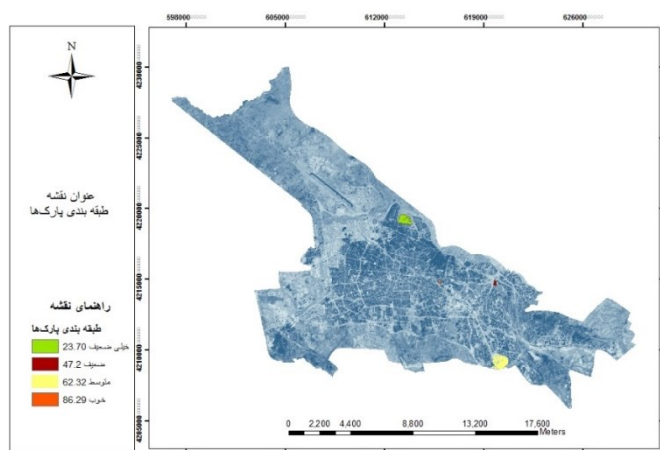 598000 605000 612000 619000 626000
N
4230000
4225000
4220000
4215000
4210000
4205000
عنوان نقشه
طبقه بندی پارک‌ها
راهنمای نقشه
طبقه بندی پارک‌ها
خیلی ضعیف 23.70
ضعیف 47.2
متوسط 62.32
خوب 86.29
0 2,200 4,400 8,800 13,200 17,600
Meters